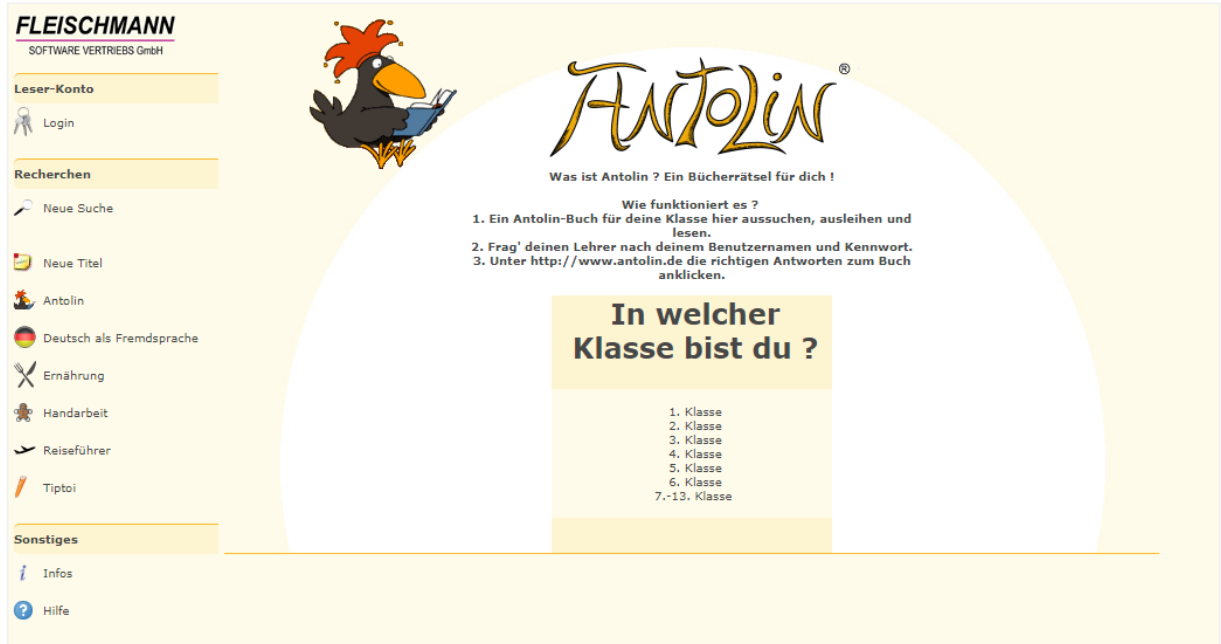 FLEISCHMANN
SOFTWARE VERTRIEBS GmbH
Leser-Konto
Login
Recherchen
Neue Suche
Neue Titel
Antolin
Deutsch als Fremdsprache
Ernährung
Handarbeit
Reiseführer
Tiptoi
Sonstiges
Infos
Hilfe
ANTOLIN ®
Was ist Antolin ? Ein Bücherrätsel für dich !
Wie funktioniert es ?
1. Ein Antolin-Buch für deine Klasse hier aussuchen, ausleihen und
lesen.
2. Frag' deinen Lehrer nach deinem Benutzernamen und Kennwort.
3. Unter http://www.antolin.de die richtigen Antworten zum Buch
anklicken.
In welcher
Klasse bist du ?
1. Klasse
2. Klasse
3. Klasse
4. Klasse
5. Klasse
6. Klasse
7.-13. Klasse